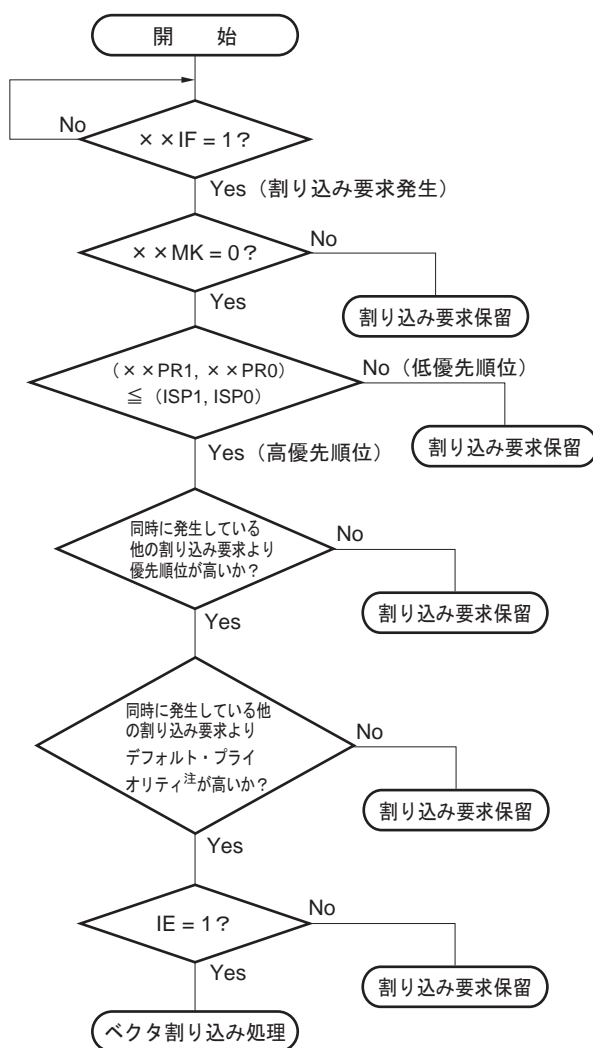 開 始
No
××IF = 1?
Yes（割り込み要求発生）
××MK = 0?
No
Yes
割り込み要求保留
（××PR1, ××PR0）
≦（ISP1, ISP0）
No（低優先順位）
割り込み要求保留
Yes（高優先順位）
同時に発生している
他の割り込み要求より
優先順位が高いか？
No
割り込み要求保留
Yes
同時に発生している他
の割り込み要求より
デフォルト・プライ
オリティ注が高いか？
No
割り込み要求保留
Yes
IE = 1?
No
割り込み要求保留
Yes
ベクタ割り込み処理